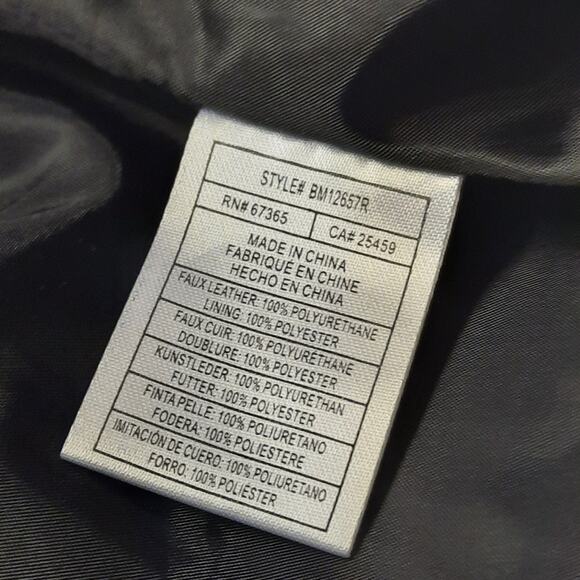 STYLE# BM12657R
RN# 67365
CA# 25459
MADE IN CHINA
FABRIQUÉ EN CHINE
HECHO EN CHINA
FAUX LEATHER: 100% POLYURETHANE
LINING: 100% POLYESTER
FAUX CUIR: 100% POLYURÉTHANE
DOUBLURE: 100% POLYESTER
KUNSTLEDER: 100% POLYURETHAN
FUTTER: 100% POLYESTER
FINTA PELLE: 100% POLIURETANO
FODERA: 100% POLIESTERE
IMITACIÓN DE CUERO: 100% POLIURETANO
FORRO: 100% POLIÉSTER